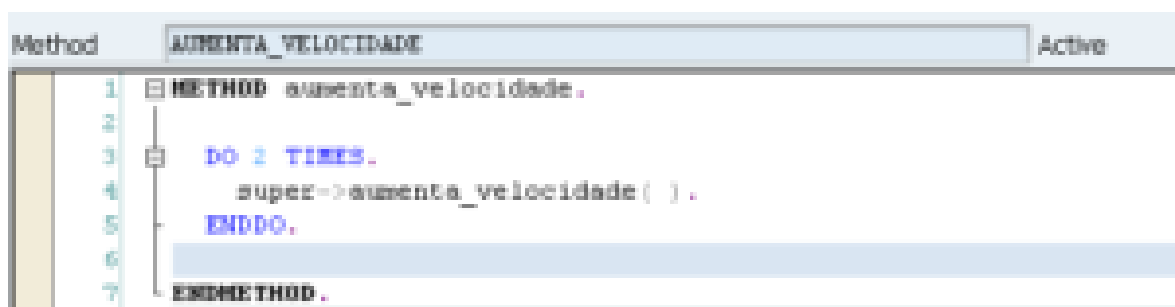 Method AUMENTA_VELOCIDADE Active
1 METHOD aumenta_velocidade.
2
3 DO 2 TIMES.
4 super->aumenta_velocidade( ).
5 ENDDO.
6
7 ENDMETHOD.